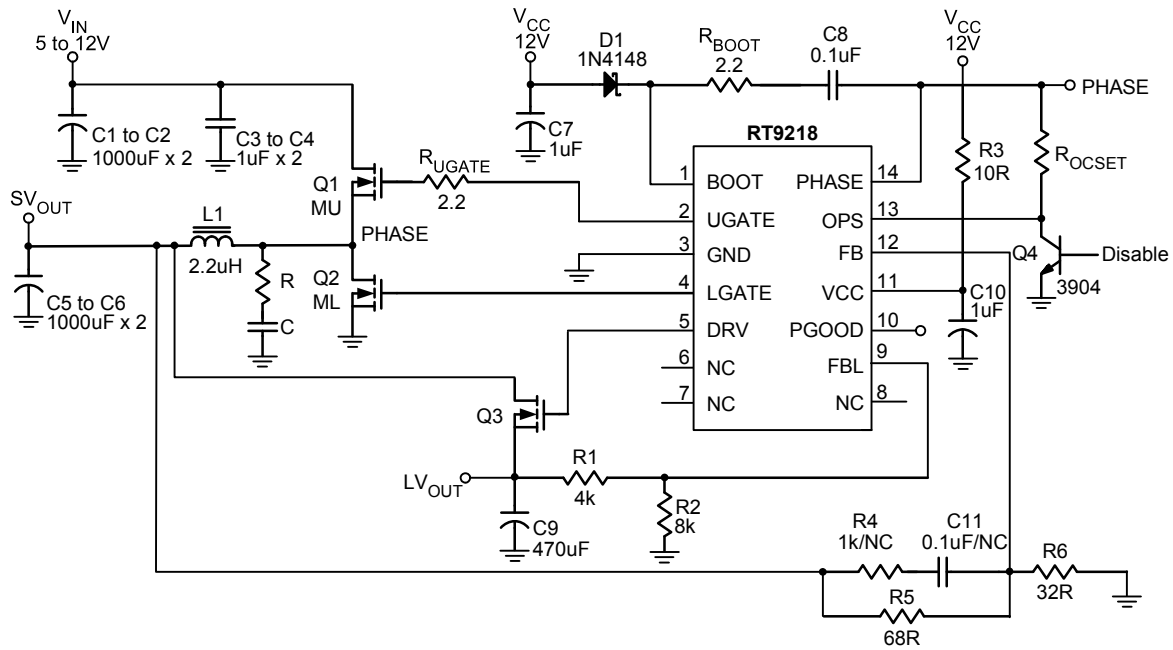 V_IN
5 to 12V
C1 to C2
1000uF x 2
C3 to C4
1uF x 2
V_CC
12V
D1
1N4148
C7
1uF
R_BOOT
2.2
C8
0.1uF
V_CC
12V
PHASE
R3
10R
R_OCSET
RT9218
1 BOOT
2 UGATE
3 GND
4 LGATE
5 DRV
6 NC
7 NC
PHASE 14
OPS 13
FB 12
VCC 11
PGOOD 10
FBL 9
NC 8
Q1
MU
R_UGATE
2.2
PHASE
Q2
ML
SV_OUT
L1
2.2uH
C5 to C6
1000uF x 2
R
C
Q4
Disable
3904
C10
1uF
Q3
LV_OUT
R1
4k
R2
8k
C9
470uF
R4
1k/NC
C11
0.1uF/NC
R5
68R
R6
32R